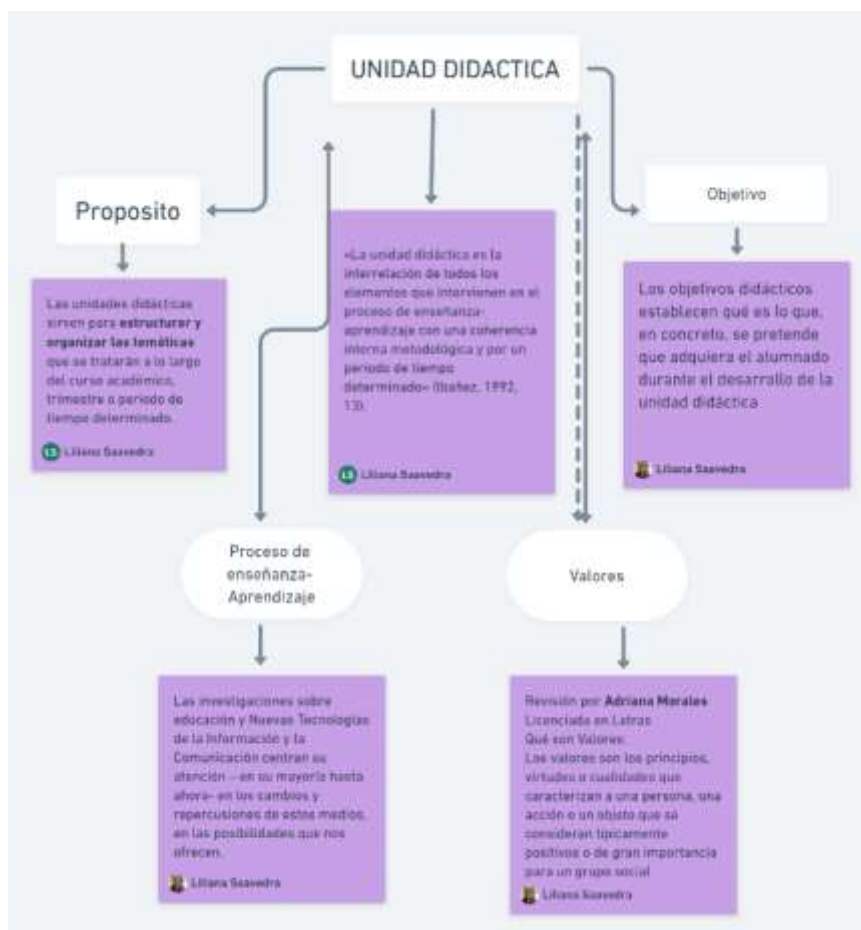 UNIDAD DIDACTICA
Proposito
Las unidades didácticas
sirven para estructurar y
organizar las temáticas
que se tratarán a lo largo
del curso académico,
trimestre o periodo de
tiempo determinado.
LS Liliana Saavedra
«La unidad didáctica es la
interrelación de todos los
elementos que intervienen en el
proceso de enseñanza-
aprendizaje con una coherencia
interna metodológica y por un
periodo de tiempo
determinado» (Ibañez, 1992,
13).
LS Liliana Saavedra
Objetivo
Los objetivos didácticos
establecen qué es lo que,
en concreto, se pretende
que adquiera el alumnado
durante el desarrollo de la
unidad didáctica
Liliana Saavedra
Proceso de
enseñanza-
Aprendizaje
Las investigaciones sobre
educación y Nuevas Tecnologías
de la Información y la
Comunicación centran su
atención - en su mayoría hasta
ahora- en los cambios y
repercusiones de estos medios,
en las posibilidades que nos
ofrecen.
Liliana Saavedra
Valores
Revisión por Adriana Morales
Licenciada en Letras
Qué son Valores:
Los valores son los principios,
virtudes o cualidades que
caracterizan a una persona, una
acción o un objeto que se
consideran típicamente
positivos o de gran importancia
para un grupo social
Liliana Saavedra